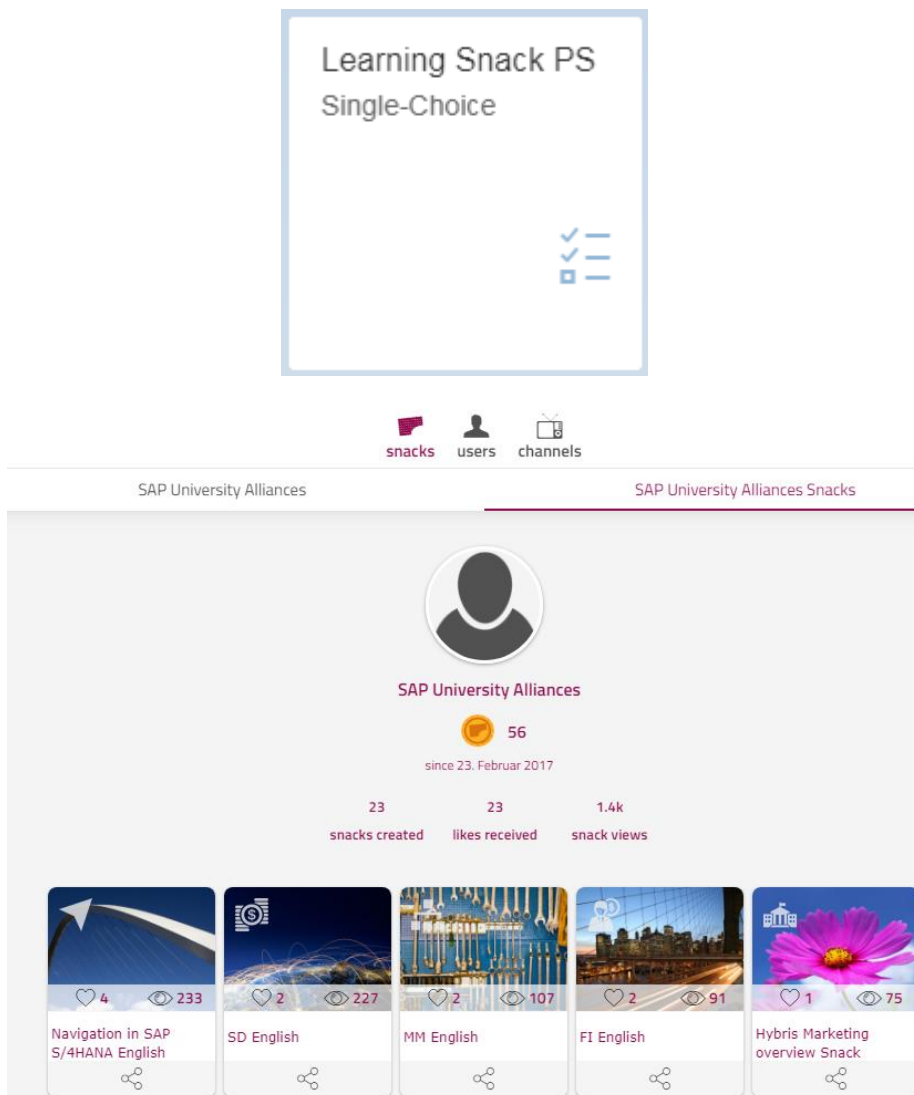 Learning Snack PS
Single-Choice
snacks users channels
SAP University Alliances SAP University Alliances Snacks
SAP University Alliances
56
since 23. Februar 2017
23 23 1.4k
snacks created likes received snack views
4 233 2 227 2 107 2 91 1 75
Navigation in SAP
S/4HANA English
SD English
MM English
FI English
Hybris Marketing
overview Snack